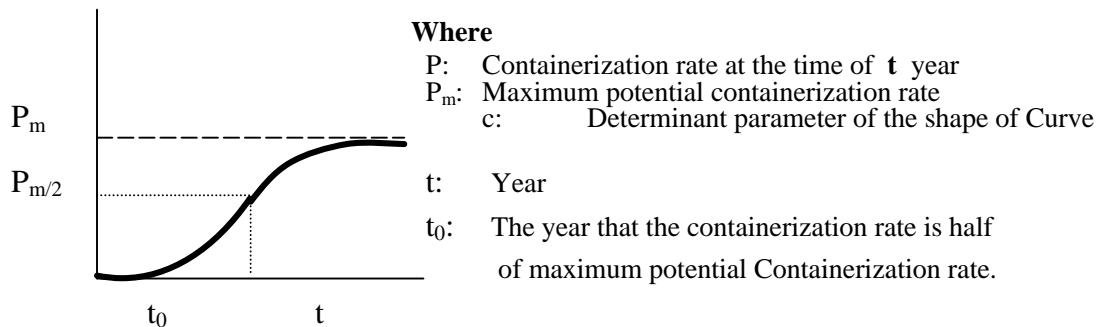 Where
P: Containerization rate at the time of t year
Pₘ: Maximum potential containerization rate
c: Determinant parameter of the shape of Curve
t: Year
t₀: The year that the containerization rate is half
of maximum potential Containerization rate.
Pₘ
Pₘ/₂
t₀ t